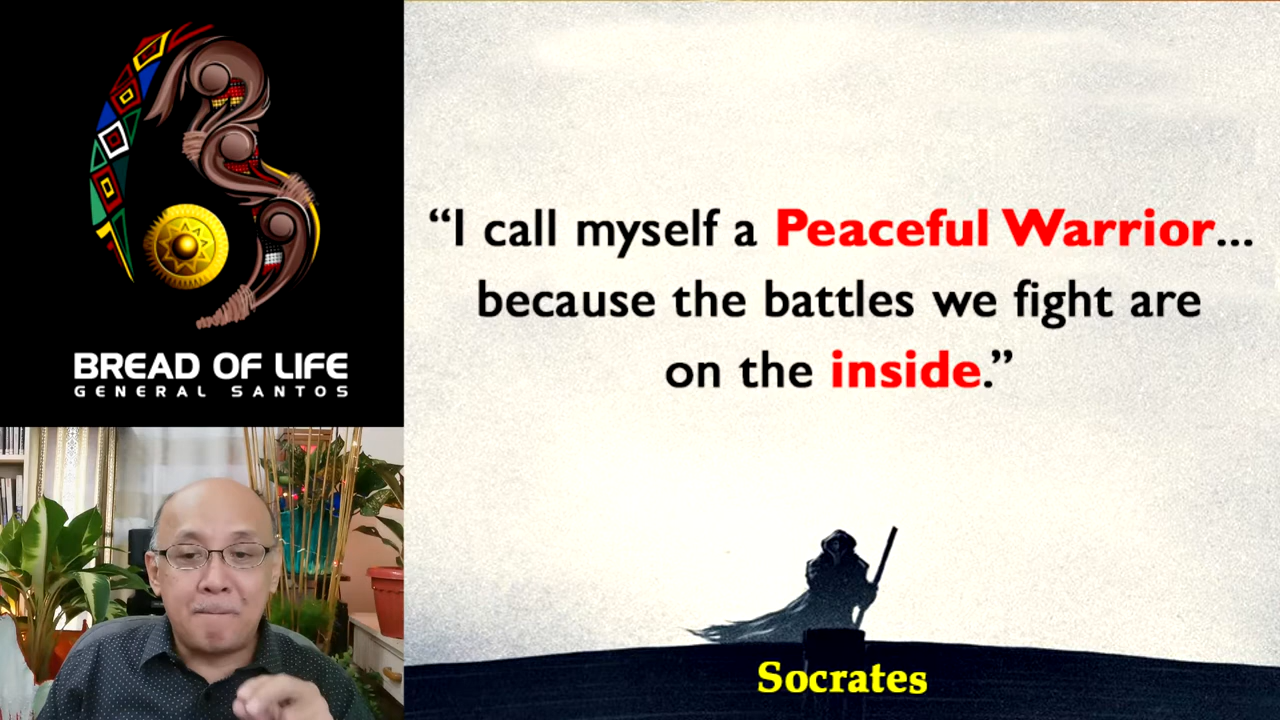 BREAD OF LIFE
GENERAL SANTOS
“I call myself a Peaceful Warrior...
because the battles we fight are
on the inside.”
Socrates